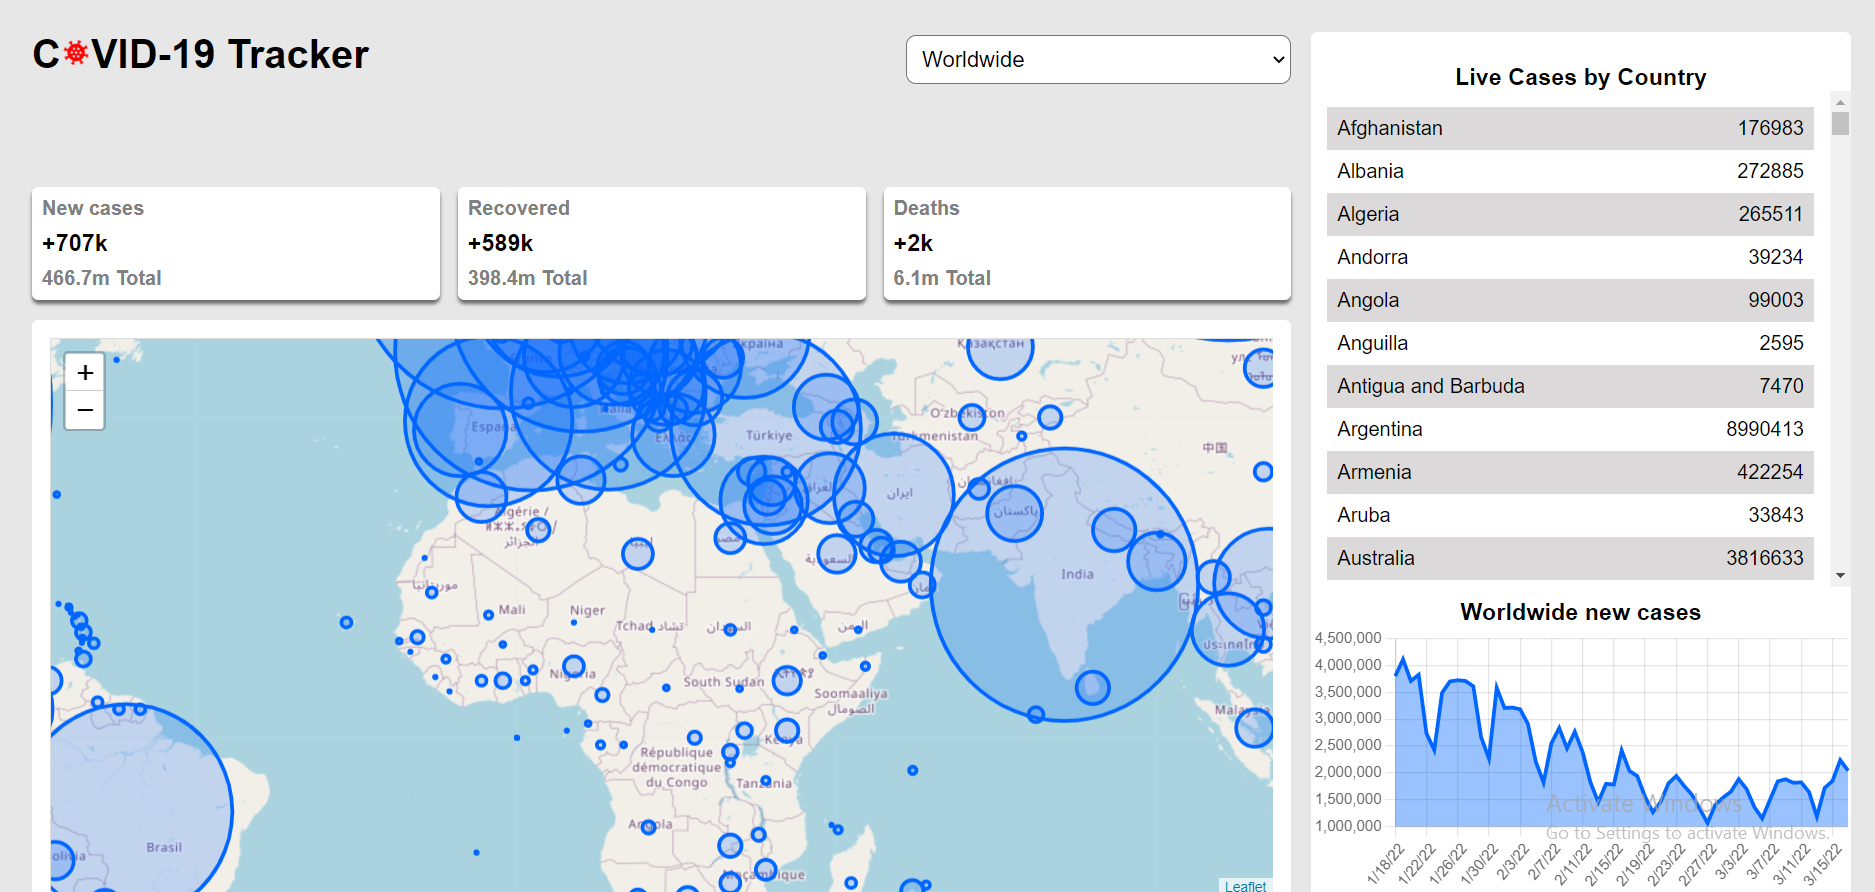 COVID-19 Tracker
Worldwide
New cases
+707k
466.7m Total
Recovered
+589k
398.4m Total
Deaths
+2k
6.1m Total
+
−
Україна
Қазақстан
O'zbekiston
Türkiye
Türkmenistan
España
Italia
Ελλάς
中国
ایران
العراق
افغانستان
پاکستان
Algérie /
الجزائر
ليبيا
مصر
السعودية
عمان
India
موريتانيا
Mali
Niger
Tchad تشاد
السودان
اليمن
Nigeria
South Sudan
Soomaaliya
الصومال
Kenya
République
démocratique
du Congo
Tanzania
Malaysia
Angola
Brasil
Bolivia
Moçambique
Leaflet
Live Cases by Country
Afghanistan 176983
Albania 272885
Algeria 265511
Andorra 39234
Angola 99003
Anguilla 2595
Antigua and Barbuda 7470
Argentina 8990413
Armenia 422254
Aruba 33843
Australia 3816633
Worldwide new cases
4,500,000
4,000,000
3,500,000
3,000,000
2,500,000
2,000,000
1,500,000
1,000,000
1/18/22
1/22/22
1/26/22
1/30/22
2/3/22
2/7/22
2/11/22
2/15/22
2/19/22
2/23/22
2/27/22
3/3/22
3/7/22
3/11/22
3/15/22
Activate Windows
Go to Settings to activate Windows.